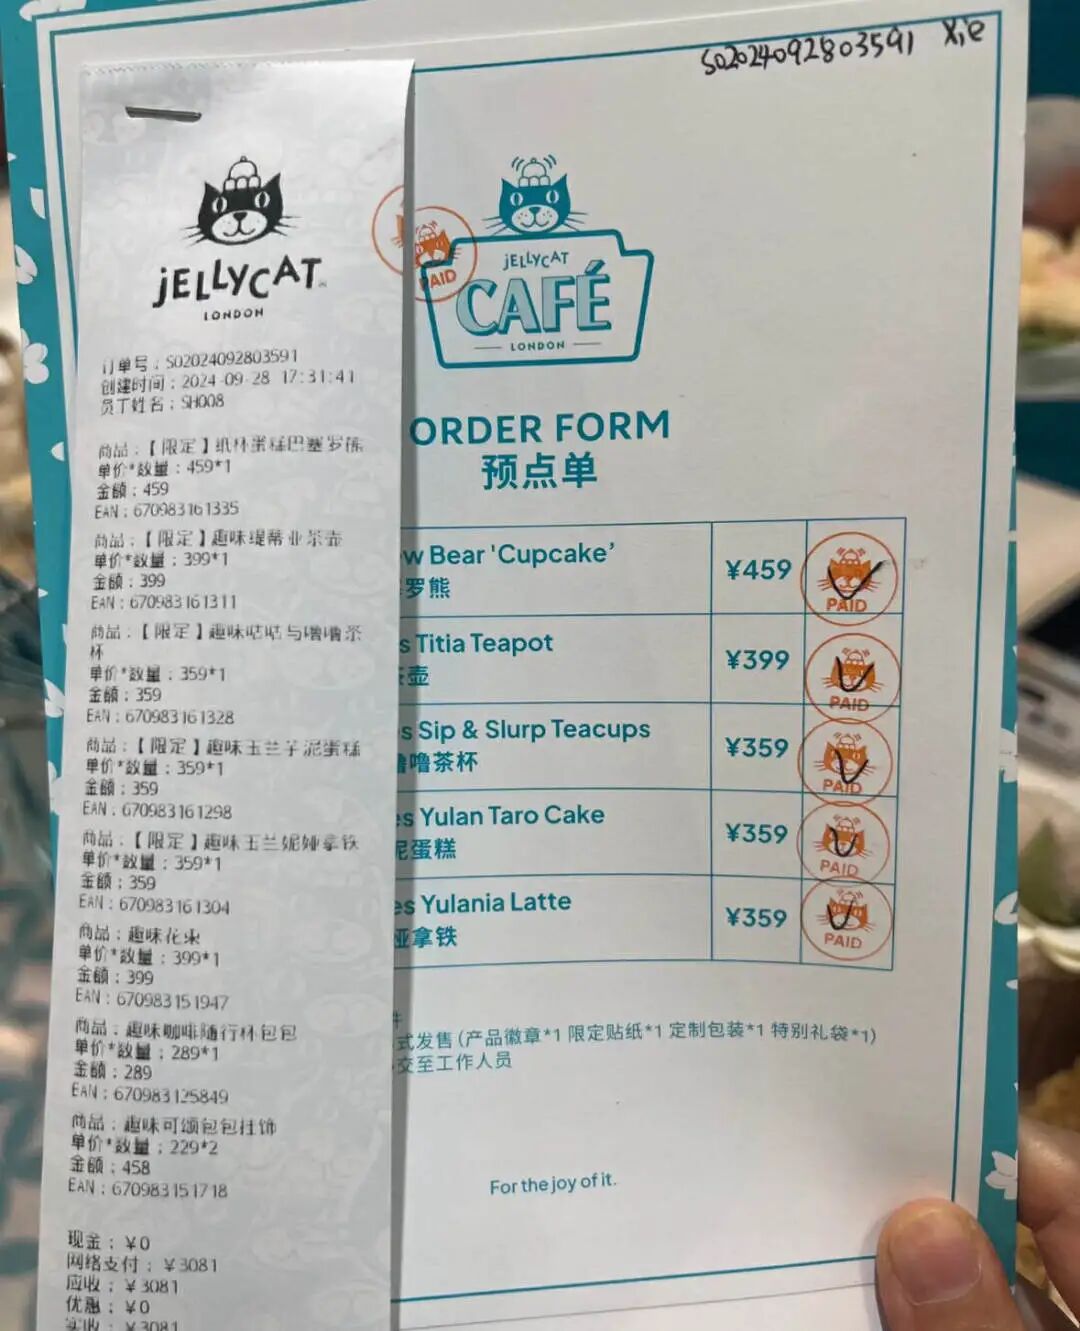 S02024092803591 Xie
JELLYCAT
LONDON
订单号：S02024092803591
创建时间：2024-09-28 17:31:41
员工姓名：SH008
商品：【限定】纸杯蛋糕巴塞罗熊
单价*数量：459*1
金额：459
EAN：670983161335
商品：【限定】趣味缇蒂亚茶壶
单价*数量：399*1
金额：399
EAN：670983161311
商品：【限定】趣味咕咕与噜噜茶
杯
单价*数量：359*1
金额：359
EAN：670983161328
商品：【限定】趣味玉兰芋泥蛋糕
单价*数量：359*1
金额：359
EAN：670983161298
商品：【限定】趣味玉兰妮娅拿铁
单价*数量：359*1
金额：359
EAN：670983161304
商品：趣味花束
单价*数量：399*1
金额：399
EAN：670983151947
商品：趣味咖啡随行杯包包
单价*数量：289*1
金额：289
EAN：670983125849
商品：趣味可颂包包挂饰
单价*数量：229*2
金额：458
EAN：670983151718
现金：¥0
网络支付：¥3081
应收：¥3081
优惠：¥0
实收：¥3081
PAID
JELLYCAT
CAFÉ
LONDON
ORDER FORM
预点单
w Bear 'Cupcake’ ¥459 PAID
罗熊
s Titia Teapot ¥399 PAID
茶壶
s Sip & Slurp Teacups ¥359 PAID
噜噜茶杯
es Yulan Taro Cake ¥359 PAID
泥蛋糕
es Yulania Latte ¥359 PAID
娅拿铁
件
式发售 (产品徽章*1 限定贴纸*1 定制包装*1 特别礼袋*1)
交至工作人员
For the joy of it.